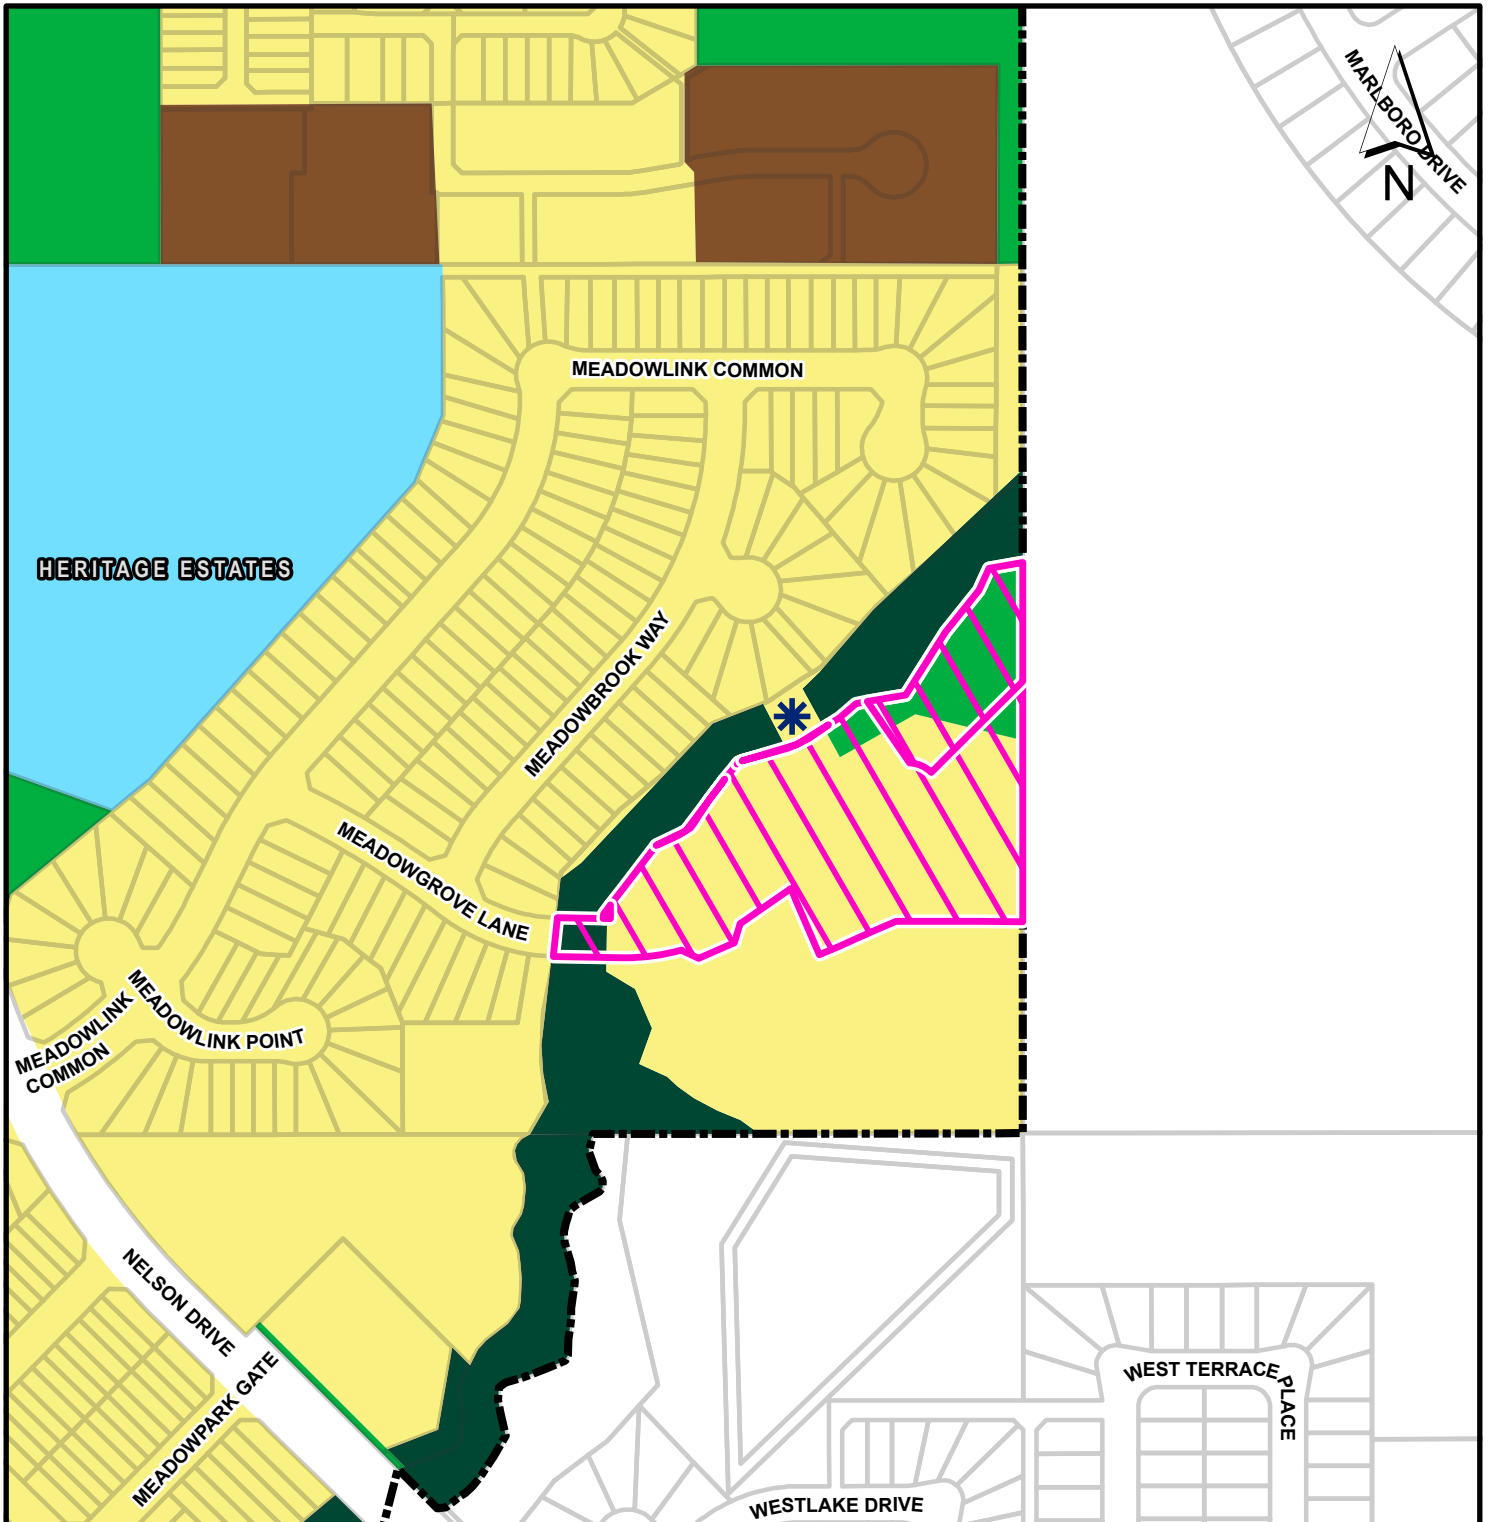 MARLBORO DRIVE
N
MEADOWLINK COMMON
HERITAGE ESTATES
MEADOWBROOK WAY
MEADOWGROVE LANE
MEADOWLINK
COMMON
MEADOWLINK POINT
NELSON DRIVE
MEADOWPARK GATE
WEST TERRACE PLACE
WESTLAKE DRIVE